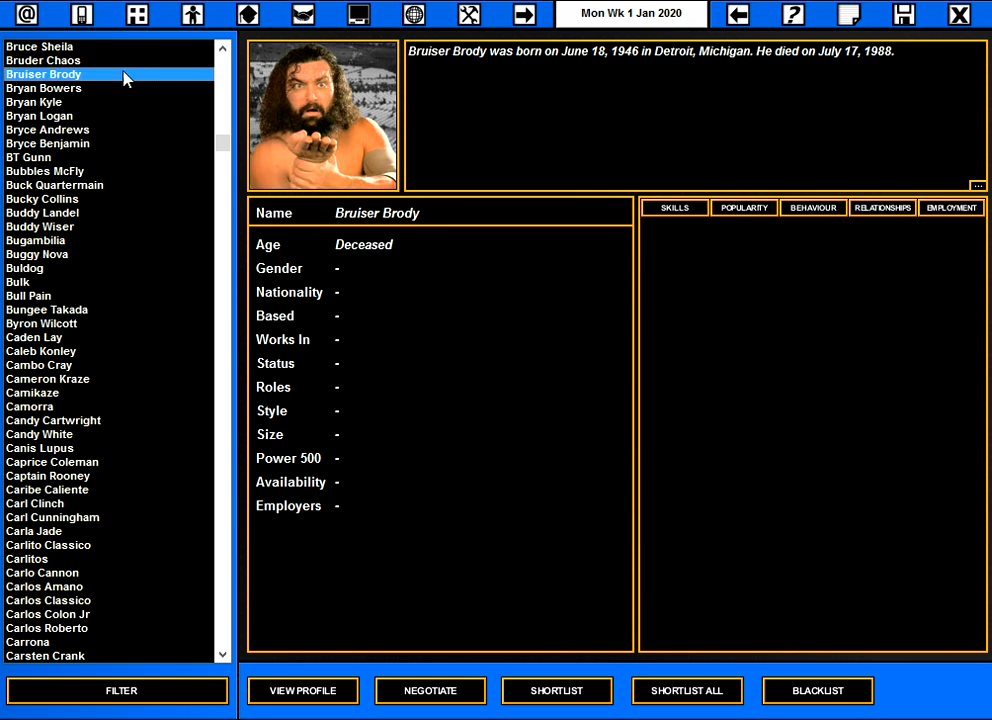 Mon Wk 1 Jan 2020
Bruce Sheila
Bruder Chaos
Bruiser Brody
Bryan Bowers
Bryan Kyle
Bryan Logan
Bryce Andrews
Bryce Benjamin
BT Gunn
Bubbles McFly
Buck Quartermain
Bucky Collins
Buddy Landel
Buddy Wiser
Bugambilia
Buggy Nova
Buldog
Bulk
Bull Pain
Bungee Takada
Byron Wilcott
Caden Lay
Caleb Konley
Cambo Cray
Cameron Kraze
Camikaze
Camorra
Candy Cartwright
Candy White
Canis Lupus
Caprice Coleman
Captain Rooney
Caribe Caliente
Carl Clinch
Carl Cunningham
Carla Jade
Carlito Classico
Carlitos
Carlo Cannon
Carlos Amano
Carlos Classico
Carlos Colon Jr
Carlos Roberto
Carrona
Carsten Crank
FILTER
Bruiser Brody was born on June 18, 1946 in Detroit, Michigan. He died on July 17, 1988.
...
Name Bruiser Brody
Age Deceased
Gender -
Nationality -
Based -
Works In -
Status -
Roles -
Style -
Size -
Power 500 -
Availability -
Employers -
SKILLS POPULARITY BEHAVIOUR RELATIONSHIPS EMPLOYMENT
VIEW PROFILE NEGOTIATE SHORTLIST SHORTLIST ALL BLACKLIST